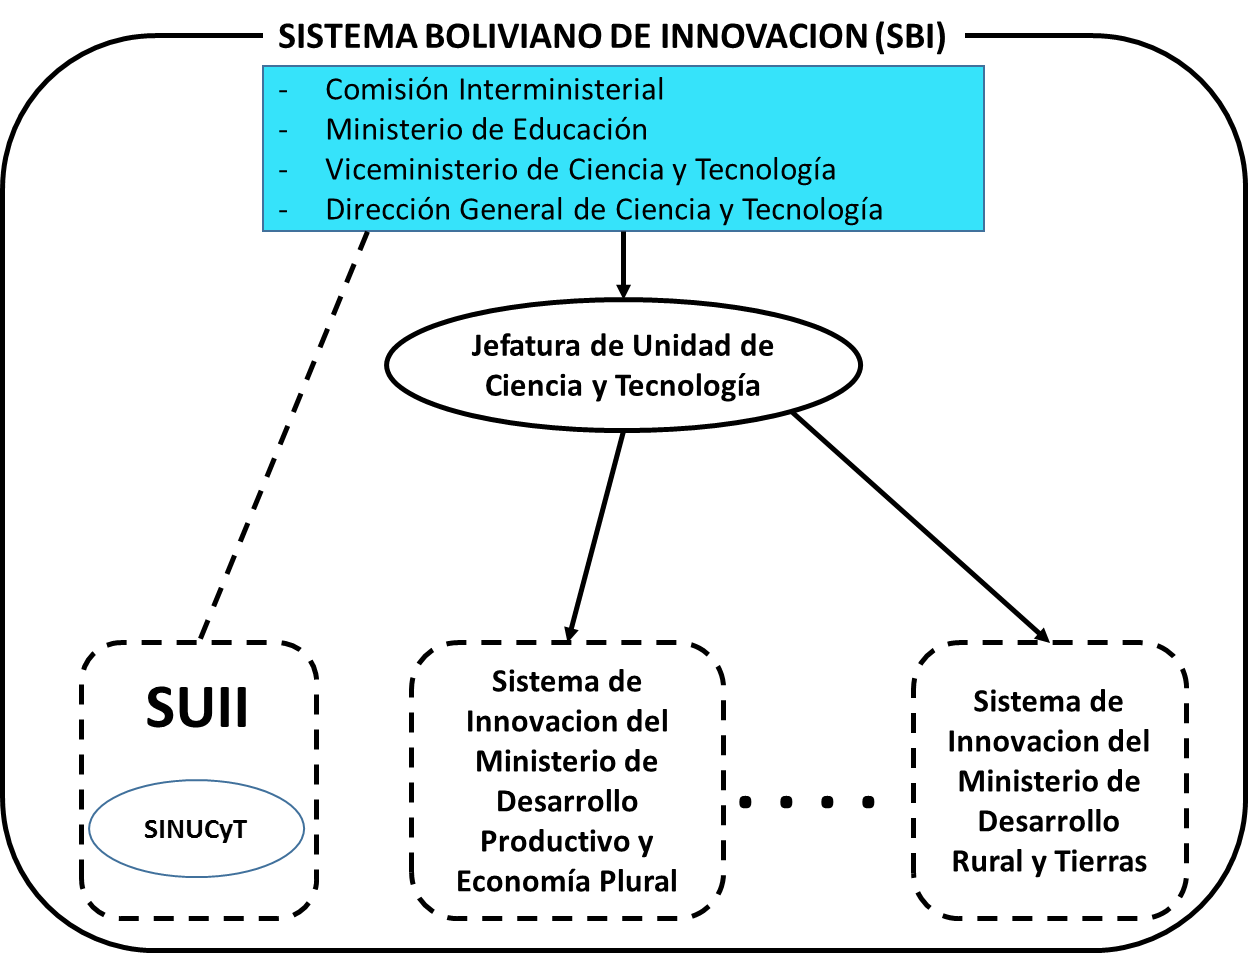 SISTEMA BOLIVIANO DE INNOVACION (SBI)
- Comisión Interministerial
- Ministerio de Educación
- Viceministerio de Ciencia y Tecnología
- Dirección General de Ciencia y Tecnología
Jefatura de Unidad de
Ciencia y Tecnología
SUII
SINUCyT
Sistema de
Innovacion del
Ministerio de
Desarrollo
Productivo y
Economía Plural
Sistema de
Innovacion del
Ministerio de
Desarrollo
Rural y Tierras